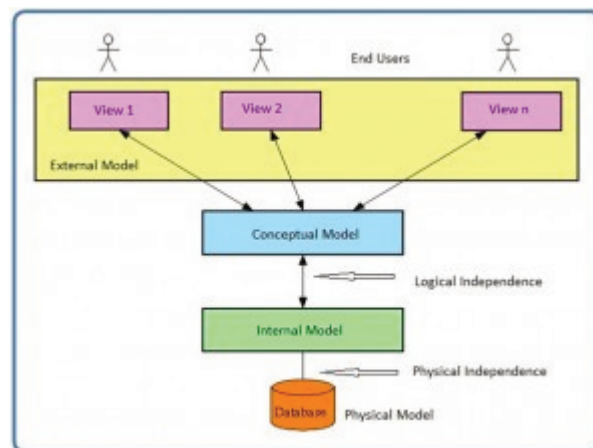 End Users
View 1
View 2
View n
External Model
Conceptual Model
Logical Independence
Internal Model
Physical Independence
Database
Physical Model